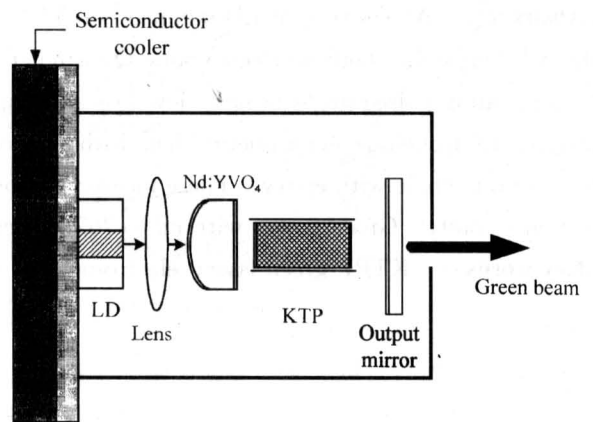 Semiconductor
cooler
Nd:YVO₄
LD
Lens
KTP
Output
mirror
Green beam